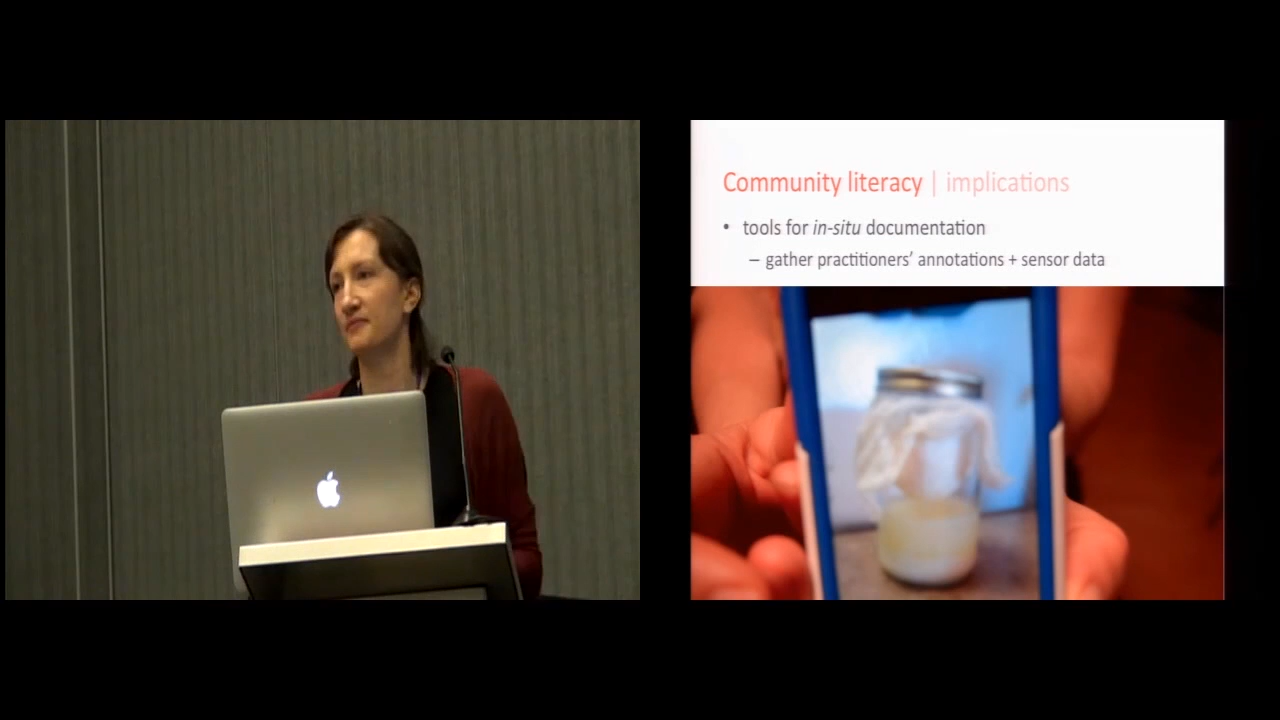 Community literacy | implications
• tools for in-situ documentation
– gather practitioners’ annotations + sensor data